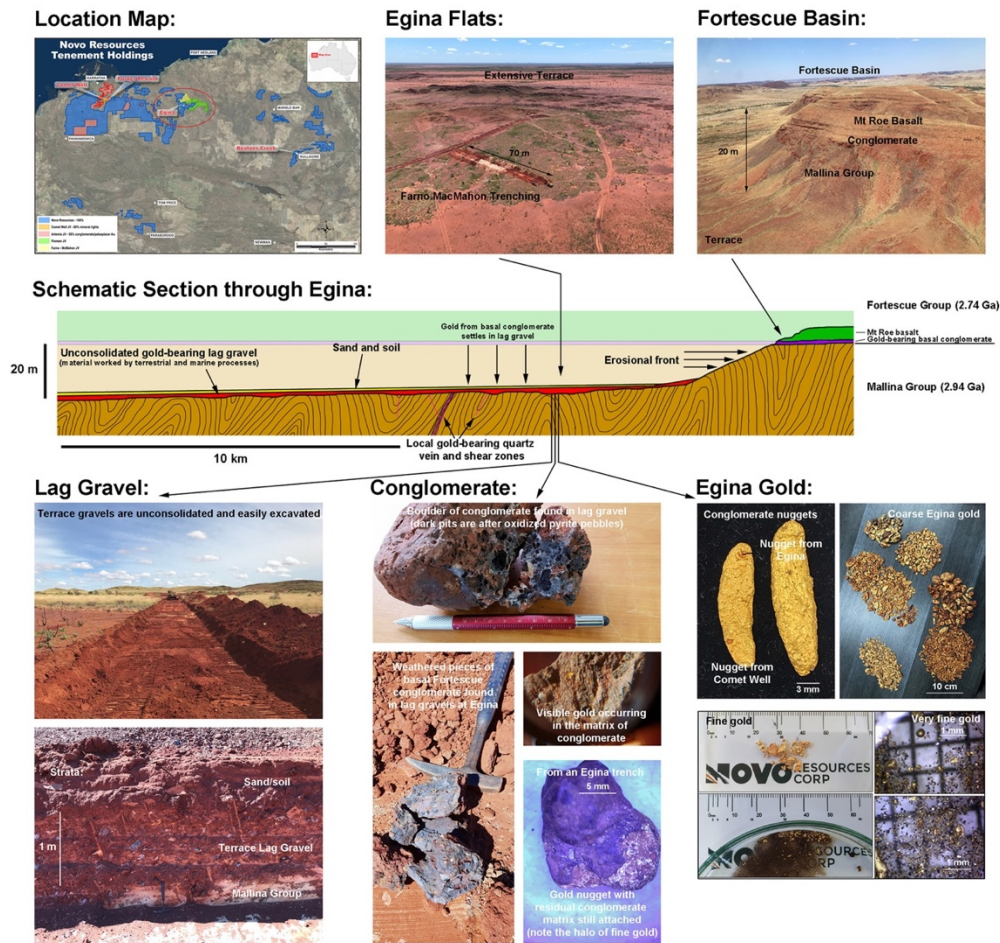 Location Map:
Egina Flats:
Fortescue Basin:
Novo Resources
Tenement Holdings
Extensive Terrace
70 m
Farno-MacMahon Trenching
Fortescue Basin
Mt Roe Basalt
Conglomerate
20 m
Mallina Group
Terrace
Schematic Section through Egina:
Fortescue Group (2.74 Ga)
Mt Roe basalt
Gold-bearing basal conglomerate
Gold from basal conglomerate
settles in lag gravel
Unconsolidated gold-bearing lag gravel
(material worked by terrestrial and marine processes)
Sand and soil
Erosional front
20 m
Mallina Group (2.94 Ga)
Local gold-bearing quartz
vein and shear zones
10 km
Lag Gravel:
Terrace gravels are unconsolidated and easily excavated
Strata:
Sand/soil
1 m
Terrace Lag Gravel
Mallina Group
Conglomerate:
Boulder of conglomerate found in lag gravel
(dark pits are after oxidized pyrite pebbles)
Weathered pieces of
basal Fortescue
conglomerate found
in lag gravels at Egina
Visible gold occurring
in the matrix of
conglomerate
From an Egina trench
5 mm
Gold nugget with
residual conglomerate
matrix still attached
(note the halo of fine gold)
Egina Gold:
Conglomerate nuggets
Nugget from
Egina
Nugget from
Comet Well
3 mm
Coarse Egina gold
10 cm
Fine gold
NOVO RESOURCES
CORP
Very fine gold
1 mm
NOVO RESOURCES
CORP
1 mm